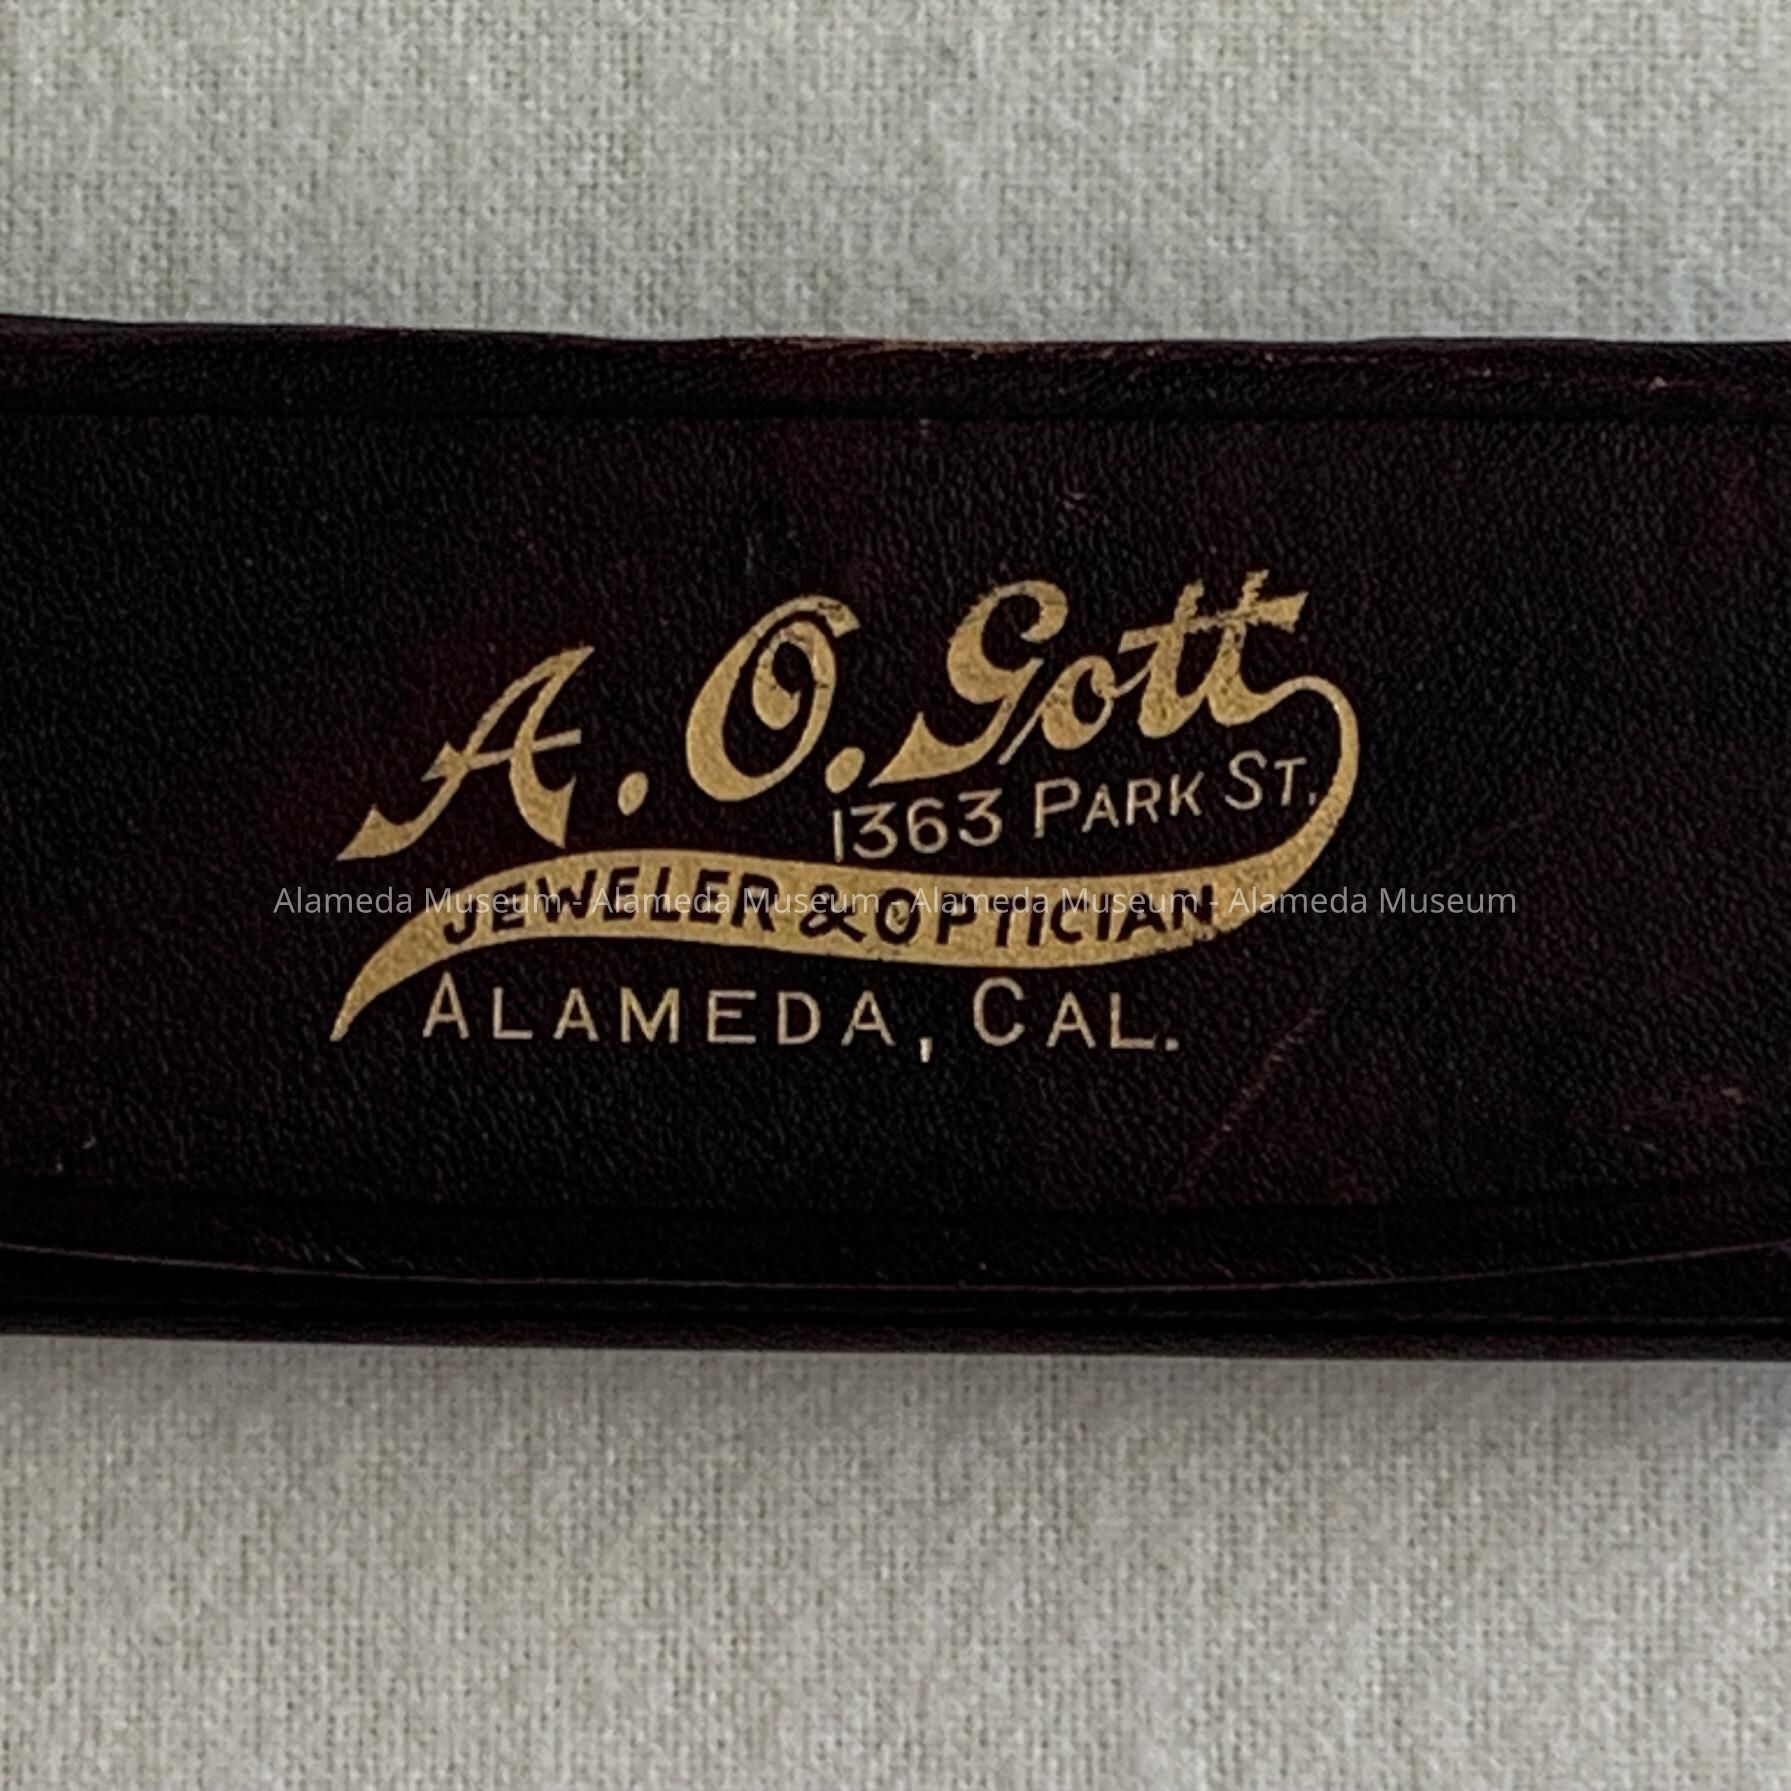 A. O. Gott
1363 PARK ST.
JEWELER & OPTICIAN
Alameda Museum - Alameda Museum - Alameda Museum - Alameda Museum
ALAMEDA, CAL.